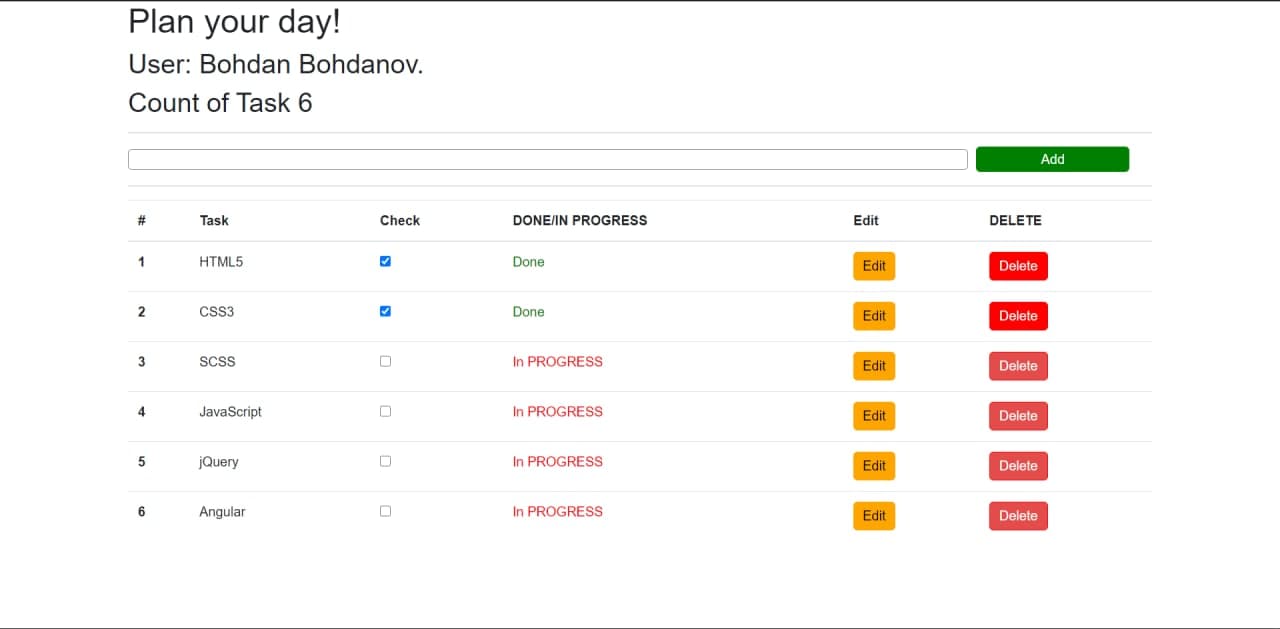 Plan your day!
User: Bohdan Bohdanov.
Count of Task 6
Add
# Task Check DONE/IN PROGRESS Edit DELETE
1 HTML5 Done Edit Delete
2 CSS3 Done Edit Delete
3 SCSS In PROGRESS Edit Delete
4 JavaScript In PROGRESS Edit Delete
5 jQuery In PROGRESS Edit Delete
6 Angular In PROGRESS Edit Delete